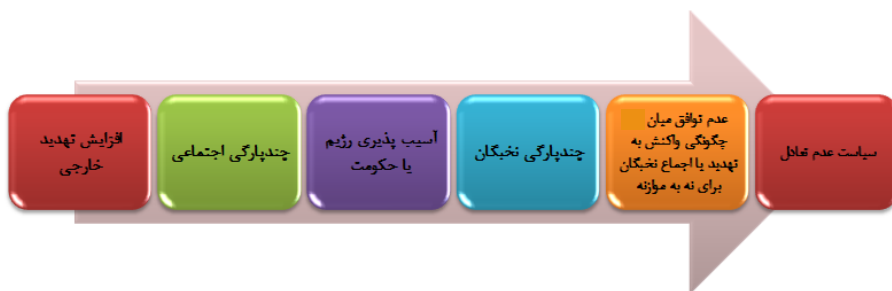 افزایش تهدید
خارجی
چندپارگی اجتماعی
آسیب پذیری رژیم
یا حکومت
چندپارگی نخبگان
عدم توافق میان
چگونگی واکنش به
تهدید یا اجماع نخبگان
برای نه به موازنه
سیاست عدم تعادل